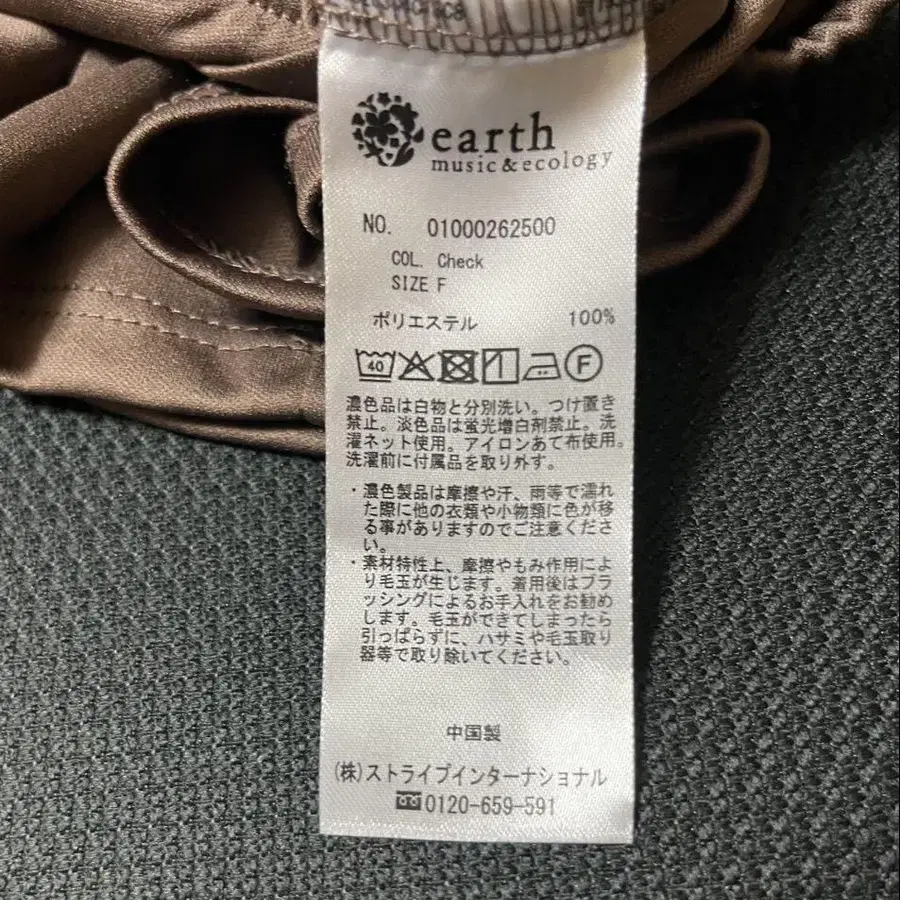 earth
music&ecology
NO. 01000262500
COL. Check
SIZE F
ポリエステル 100%
40
F
濃色品は白物と分別洗い。つけ置き
禁止。淡色品は蛍光増白剤禁止。洗
濯ネット使用。アイロンあて布使用。
洗濯前に付属品を取り外す。
・濃色製品は摩擦や汗、雨等で濡れ
た際に他の衣類や小物類に色が移
る事がありますのでご注意くださ
い。
・素材特性上、摩擦やもみ作用によ
り毛玉が生じます。着用後はブラ
ッシングによるお手入れをお勧め
します。毛玉ができてしまったら
引っぱらずに、ハサミや毛玉取り
器等で取り除いてください。
中国製
(株)ストライプインターナショナル
0120-659-591